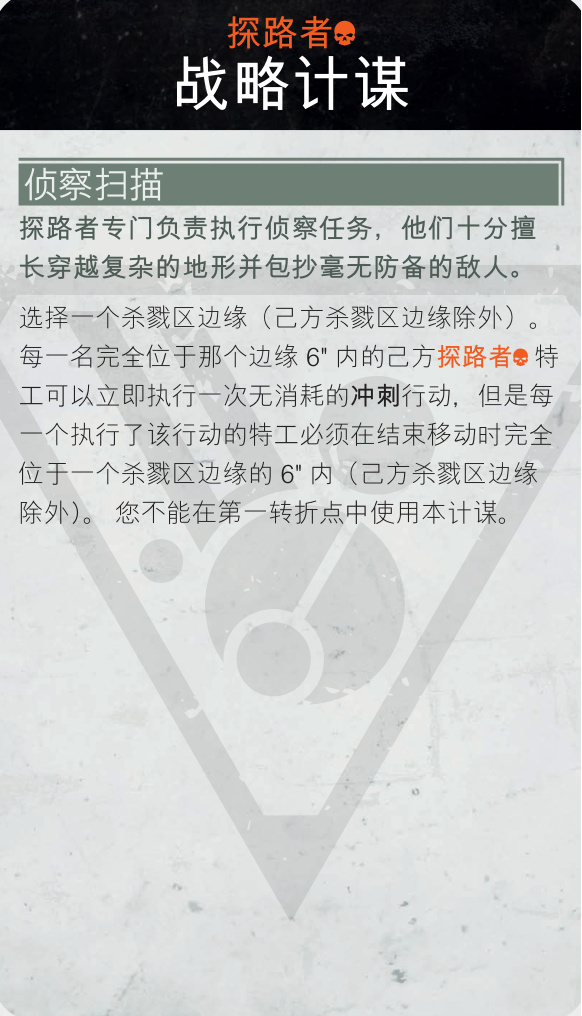 探路者
战略计谋
侦察扫描
探路者专门负责执行侦察任务，他们十分擅
长穿越复杂的地形并包抄毫无防备的敌人。
选择一个杀戮区边缘（己方杀戮区边缘除外）。
每一名完全位于那个边缘 6" 内的己方探路者 特
工可以立即执行一次无消耗的冲刺行动，但是每
一个执行了该行动的特工必须在结束移动时完全
位于一个杀戮区边缘的 6" 内（己方杀戮区边缘
除外)。 您不能在第一转折点中使用本计谋。